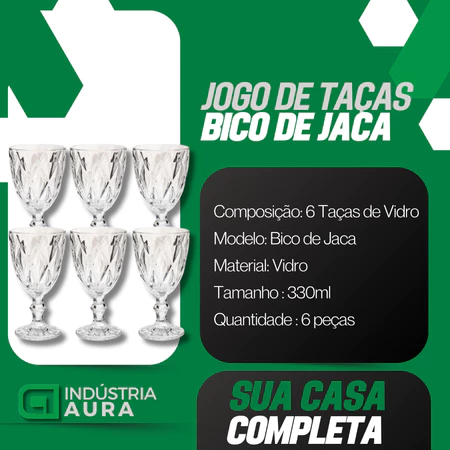 JOGO DE TAÇAS
BICO DE JACA
Composição: 6 Taças de Vidro
Modelo: Bico de Jaca
Material: Vidro
Tamanho : 330ml
Quantidade : 6 peças
INDÚSTRIA
AURA
SUA CASA
COMPLETA